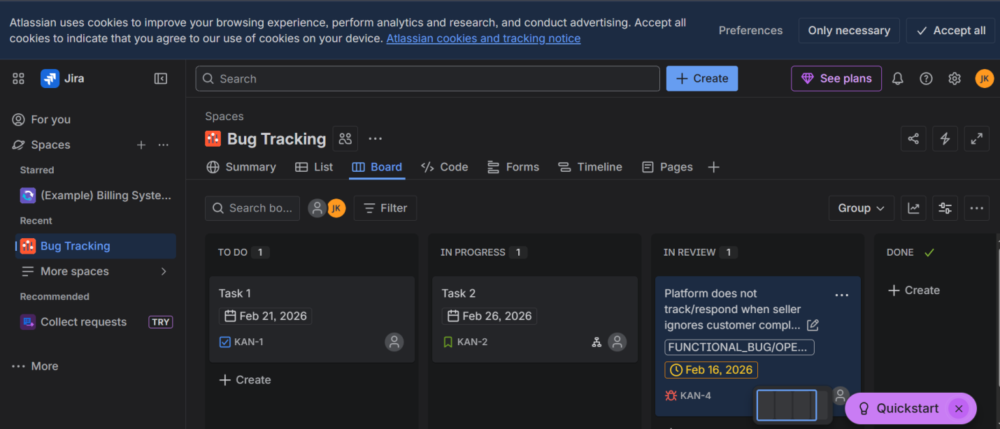 Atlassian uses cookies to improve your browsing experience, perform analytics and research, and conduct advertising. Accept all
cookies to indicate that you agree to our use of cookies on your device. Atlassian cookies and tracking notice
Preferences
Only necessary
Accept all
Jira
Search
Create
See plans
JK
For you
Spaces
Starred
(Example) Billing Syste...
Recent
Bug Tracking
More spaces
Recommended
Collect requests
TRY
More
Spaces
Bug Tracking
Summary
List
Board
Code
Forms
Timeline
Pages
Search bo...
JK
Filter
Group
TO DO 1
Task 1
Feb 21, 2026
KAN-1
Create
IN PROGRESS 1
Task 2
Feb 26, 2026
KAN-2
IN REVIEW 1
Platform does not
track/respond when seller
ignores customer compl...
FUNCTIONAL_BUG/OPE...
Feb 16, 2026
KAN-4
DONE
Create
Quickstart